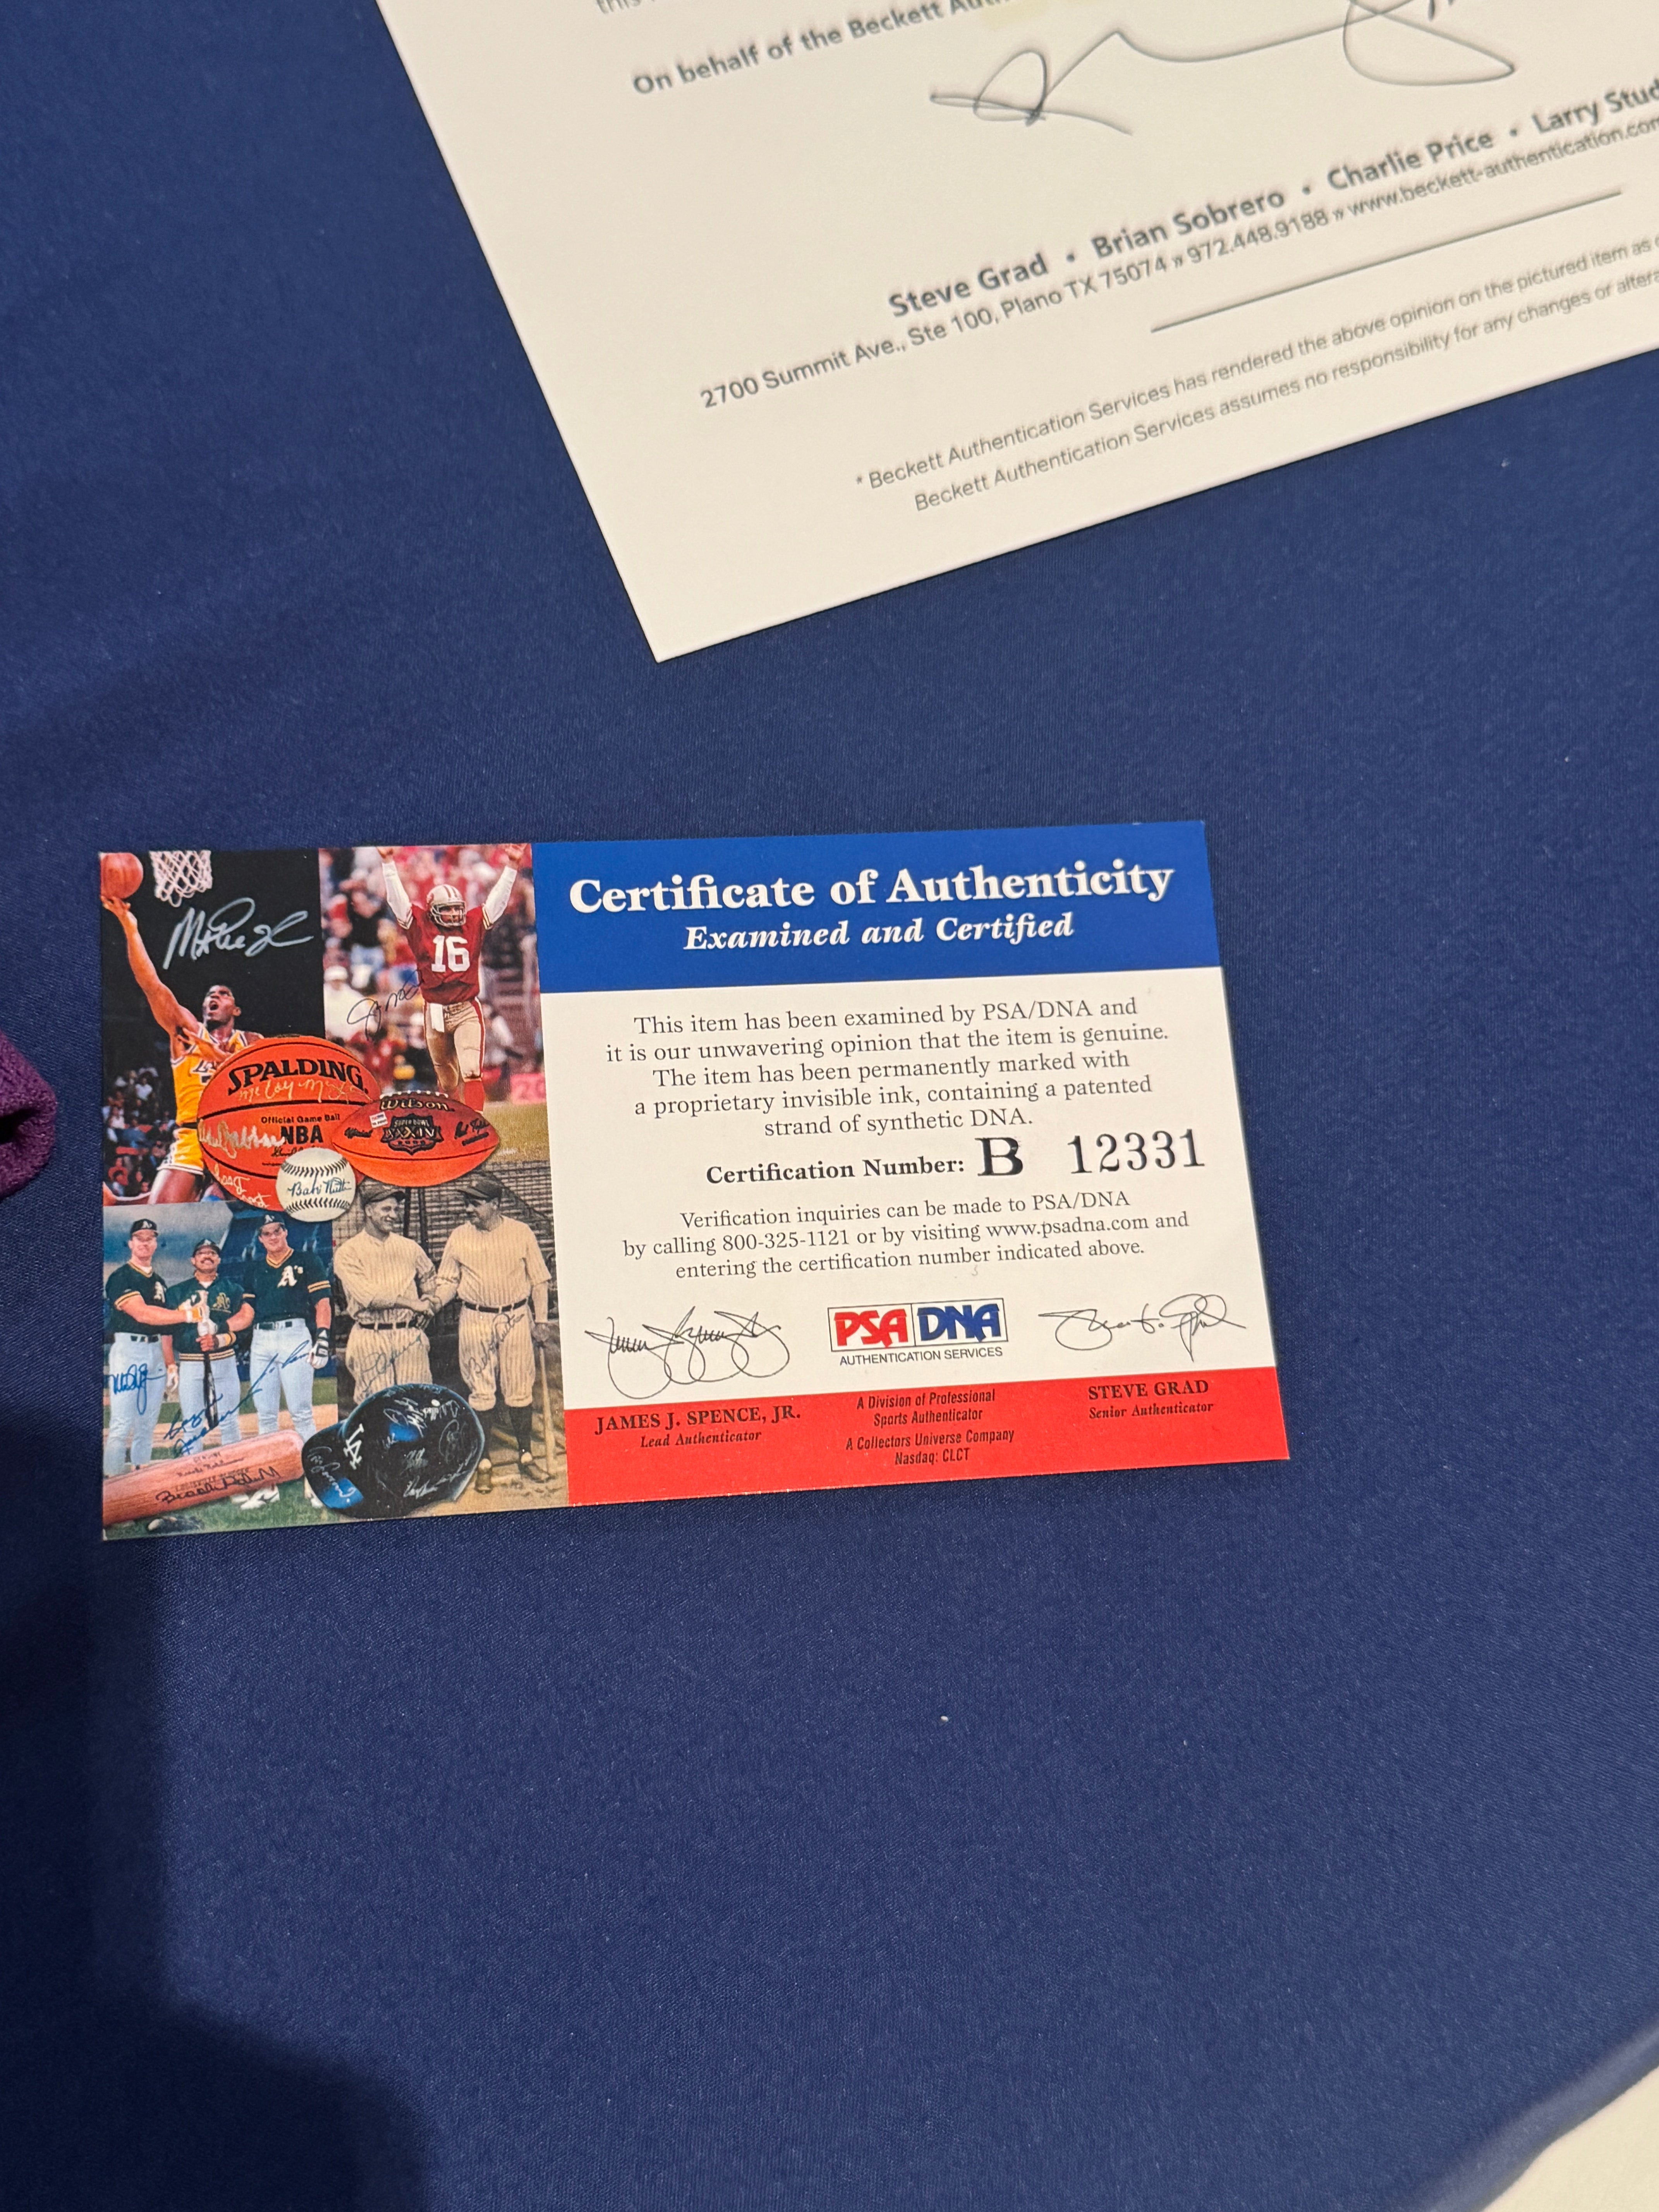 this
On behalf of the Beckett
Steve Grad • Brian Sobrero • Charlie Price • Larry
2700 Summit Ave., Ste 100, Plano TX 75074 » 972.448.9188 » www.beckett-authentication.com
* Beckett Authentication Services has rendered the above opinion on the pictured item as
Beckett Authentication Services assumes no responsibility for any changes or
Certificate of Authenticity
Examined and Certified
This item has been examined by PSA/DNA and
it is our unwavering opinion that the item is genuine.
The item has been permanently marked with
a proprietary invisible ink, containing a patented
strand of synthetic DNA.
Certification Number: B 12331
Verification inquiries can be made to PSA/DNA
by calling 800-325-1121 or by visiting www.psadna.com and
entering the certification number indicated above.
PSA DNA
AUTHENTICATION SERVICES
JAMES J. SPENCE, JR.
Lead Authenticator
A Division of Professional
Sports Authenticator
A Collectors Universe Company
Nasdaq: CLCT
STEVE GRAD
Senior Authenticator
16
SPALDING
Official Game Ball
NBA
Wilson
SUPER BOWL
XXXIV
Babe Ruth
A's
LA